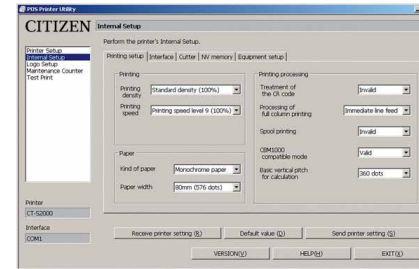 POS Printer Utility
CITIZEN
Internal Setup
Perform the printer's Internal Setup.
Printer Setup
Internal Setup
Logo Setup
Maintenance Counter
Test Print
Printing setup
Interface
Cutter
NV memory
Equipment setup
Printing
Printing density
Standard density (100%)
Printing speed
Printing speed level 9 (100%)
Paper
Kind of paper
Monochrome paper
Paper width
80mm (576 dots)
Printing processing
Treatment of
the CR code
Invalid
Processing of
full column printing
Immediate line feed
Spool printing
Invalid
CBM1000
compatible mode
Valid
Basic vertical pitch
for calculation
360 dots
Printer
CT-S2000
Interface
COM1
Receive printer setting (R)
Default value (D)
Send printer setting (S)
VERSION(V)
HELP(H)
EXIT(X)